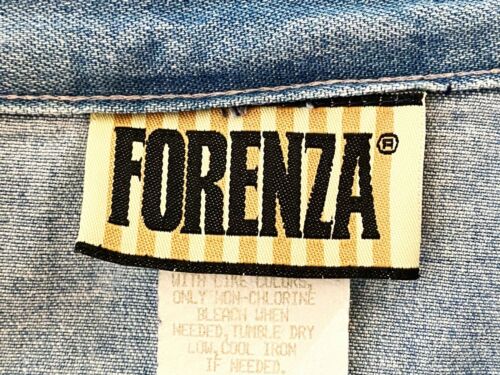 FORENZA®
WITH LIKE COLORS,
ONLY NON-CHLORINE
BLEACH WHEN
NEEDED, TUMBLE DRY
LOW, COOL IRON
IF NEEDED.